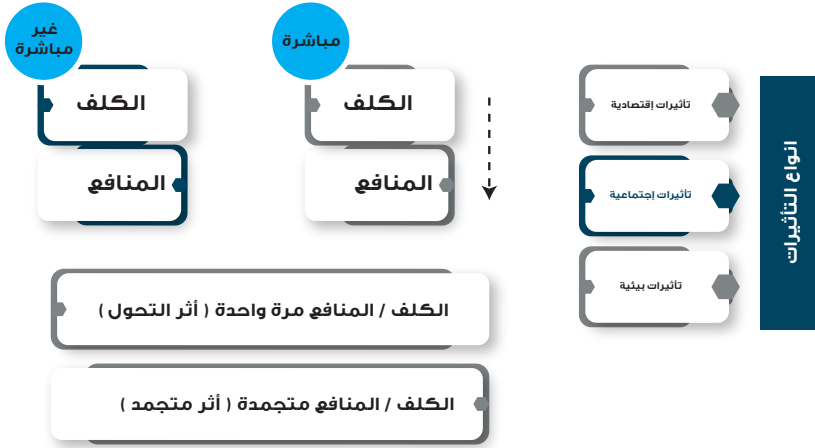 انواع التأثيرات
تأثيرات إقتصادية
تأثيرات إجتماعية
تأثيرات بيئية
مباشرة
الكلف
المنافع
غير
مباشرة
الكلف
المنافع
الكلف / المنافع مرة واحدة ( أثر التحول )
الكلف / المنافع متجمدة ( أثر متجمد )